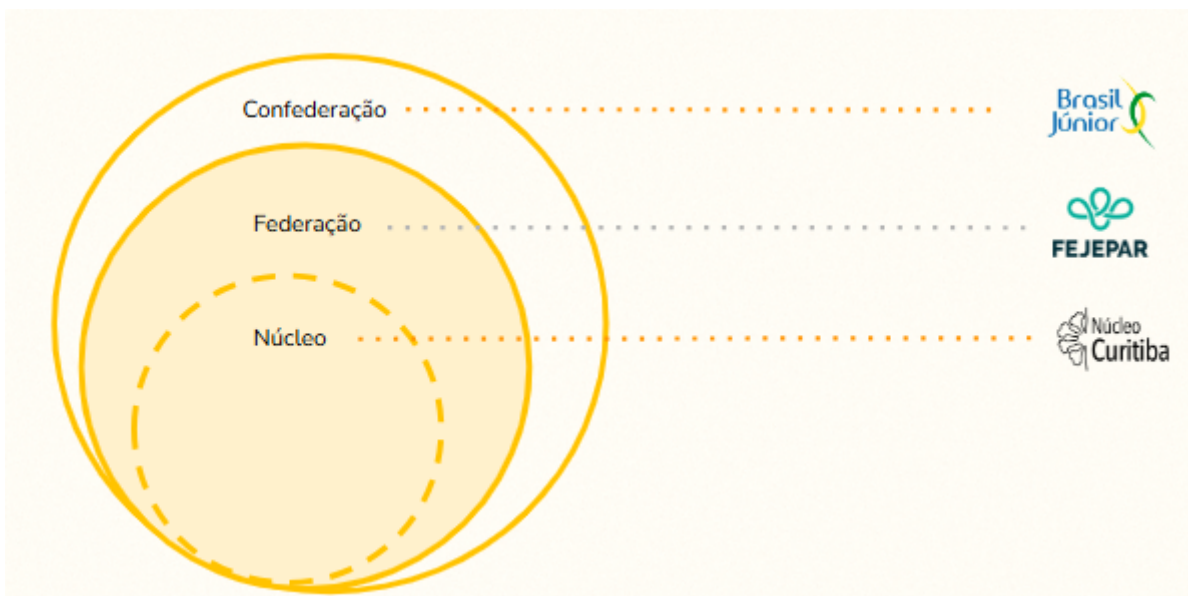 Confederação
Brasil
Júnior
Federação
FEJEPAR
Núcleo
Núcleo
Curitiba